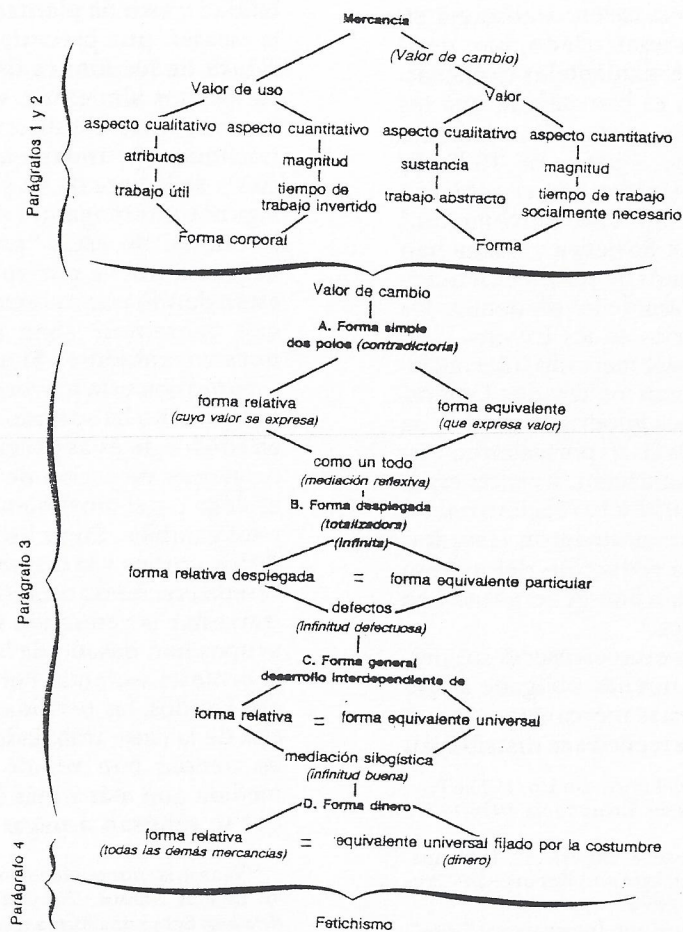 Mercancía
(Valor de cambio)
Valor de uso
Valor
aspecto cualitativo aspecto cuantitativo aspecto cualitativo aspecto cuantitativo
atributos magnitud sustancia magnitud
trabajo útil tiempo de trabajo abstracto tiempo de trabajo
trabajo invertido socialmente necesario
Forma corporal Forma
Parágrafos 1 y 2
Valor de cambio
A. Forma simple
dos polos (contradictoria)
forma relativa forma equivalente
(cuyo valor se expresa) (que expresa valor)
como un todo
(mediación reflexiva)
B. Forma desplegada
(totalizadora)
(Infinita)
forma relativa desplegada = forma equivalente particular
defectos
(Infinitud defectuosa)
C. Forma general
desarrollo interdependiente de
forma relativa = forma equivalente universal
mediación silogística
(infinitud buena)
D. Forma dinero
Parágrafo 3
forma relativa = equivalente universal fijado por la costumbre
(todas las demás mercancías) (dinero)
Parágrafo 4
Fetichismo